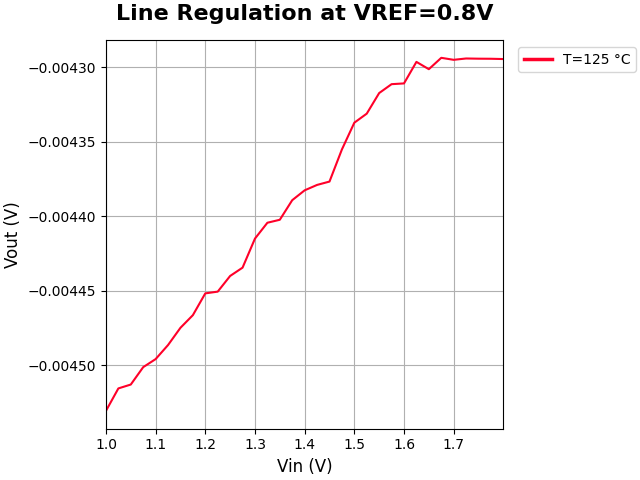 Line Regulation at VREF=0.8V
T=125 °C
−0.00430
−0.00435
−0.00440
−0.00445
−0.00450
Vout (V)
1.0 1.1 1.2 1.3 1.4 1.5 1.6 1.7
Vin (V)